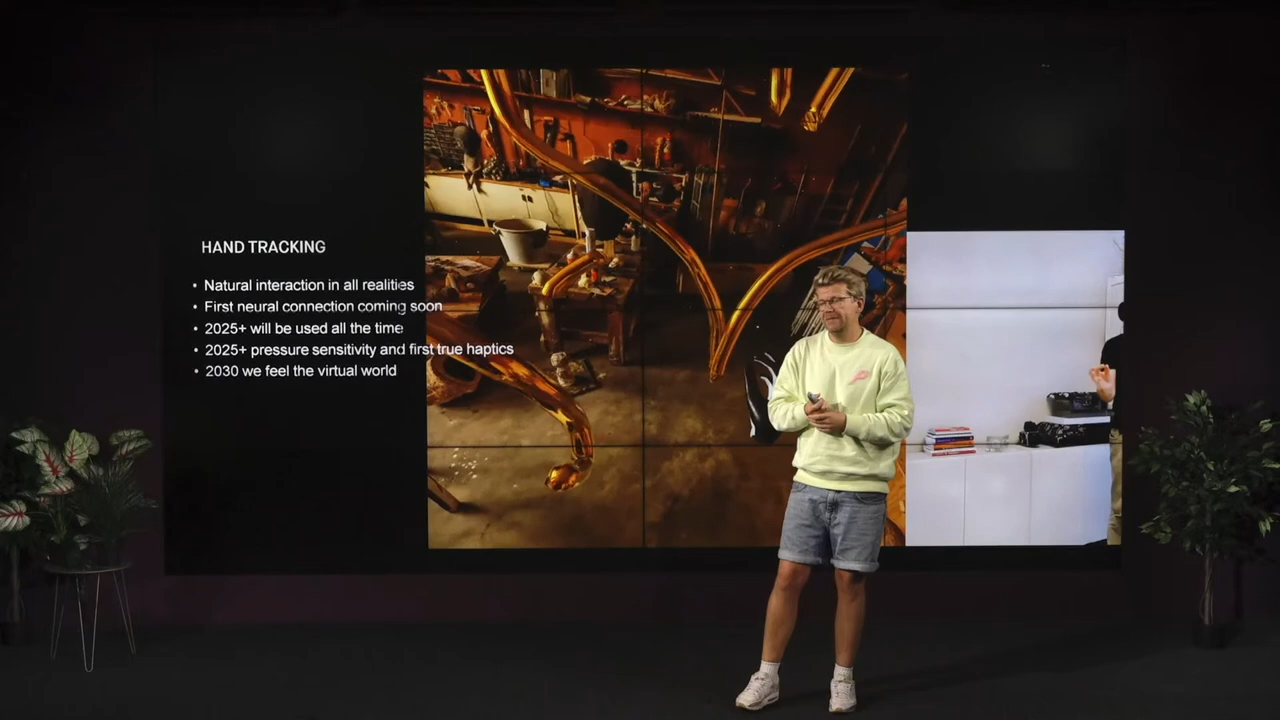 HAND TRACKING
• Natural interaction in all realities
• First neural connection coming soon
• 2025+ will be used all the time
• 2025+ pressure sensitivity and first true haptics
• 2030 we feel the virtual world